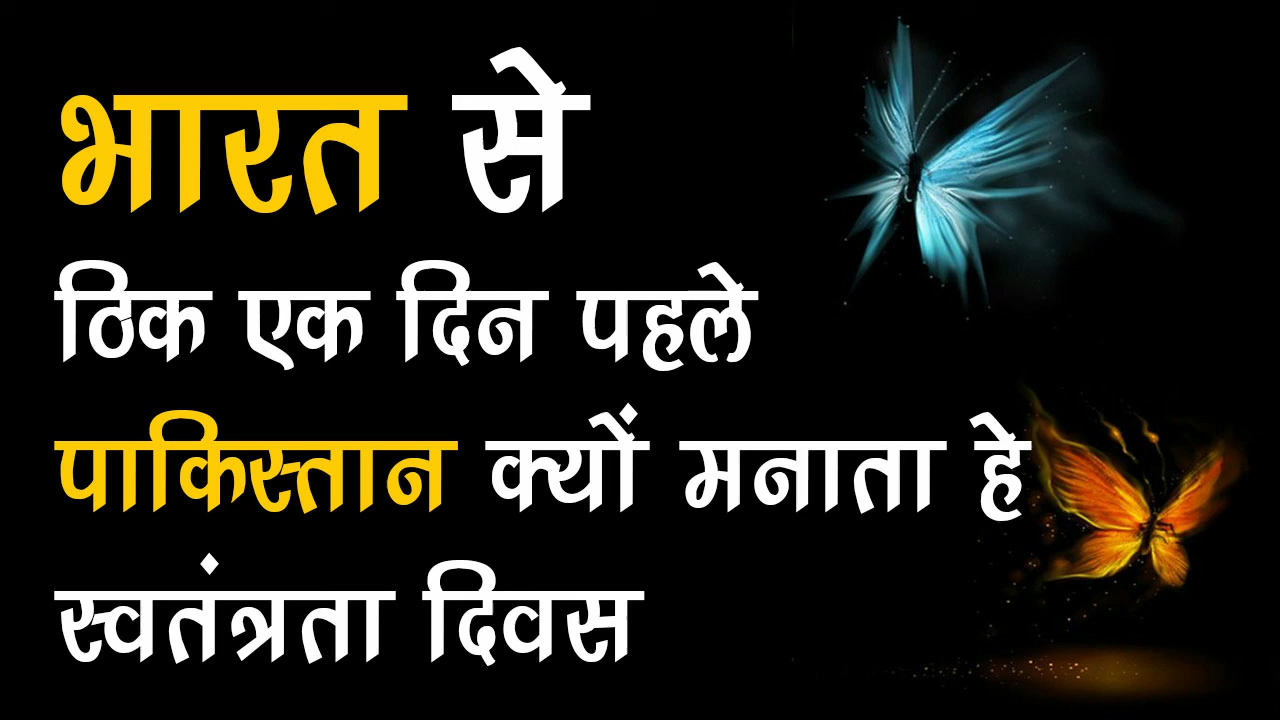 भारत से
ठिक एक दिन पहले
पाकिस्तान क्यों मनाता हे
स्वतंत्रता दिवस